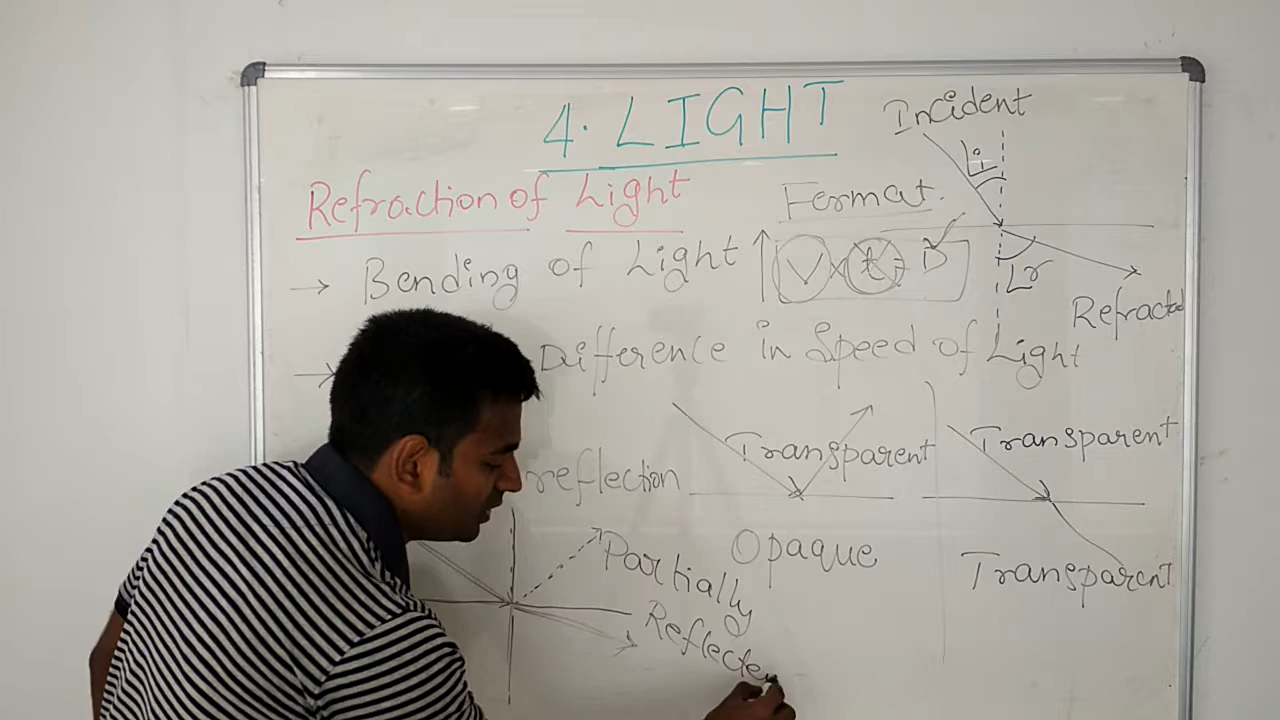 4. LIGHT
Incident
Refraction of Light
Fermat.
∠i
→ Bending of Light
↑ V × t = D ✓
∠r
Refracted
→ Difference in Speed of Light
Transparent
Transparent
reflection
Opaque
Transparent
Partially
Reflecte